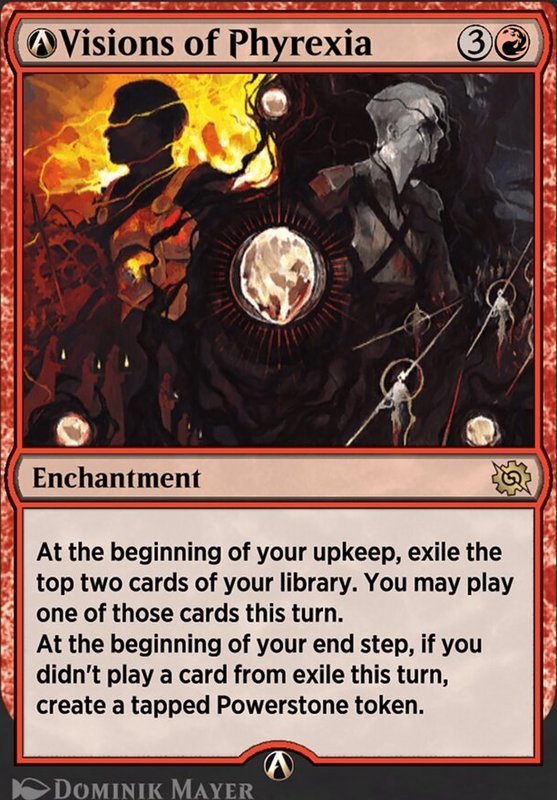 Visions of Phyrexia 3
Enchantment
At the beginning of your upkeep, exile the
top two cards of your library. You may play
one of those cards this turn.
At the beginning of your end step, if you
didn't play a card from exile this turn,
create a tapped Powerstone token.
Dominik Mayer